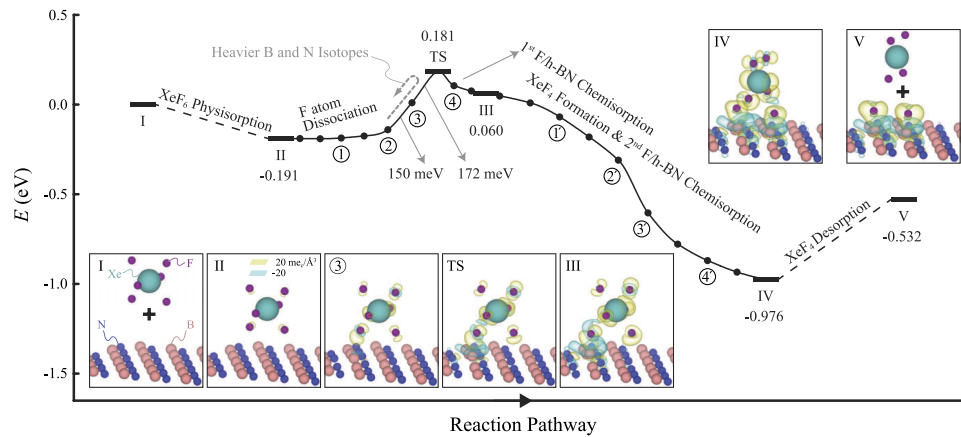 E (eV)
0.0
-0.5
-1.0
-1.5
Reaction Pathway
I
XeF₆ Physisorption
II
-0.191
F atom
Dissociation
①
②
③
④
Heavier B and N Isotopes
150 meV
172 meV
0.181
TS
III
0.060
1ˢᵗ F/h-BN Chemisorption
XeF₄ Formation & 2ⁿᵈ F/h-BN Chemisorption
1'
2'
3'
4'
IV
-0.976
XeF₄ Desorption
V
-0.532
IV
V
+
I
Xe
F
+
N
B
II
20 me⁻/Å³
-20
③
TS
III